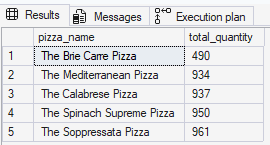 Results Messages Execution plan
pizza_name total_quantity
1 The Brie Carre Pizza 490
2 The Mediterranean Pizza 934
3 The Calabrese Pizza 937
4 The Spinach Supreme Pizza 950
5 The Soppressata Pizza 961